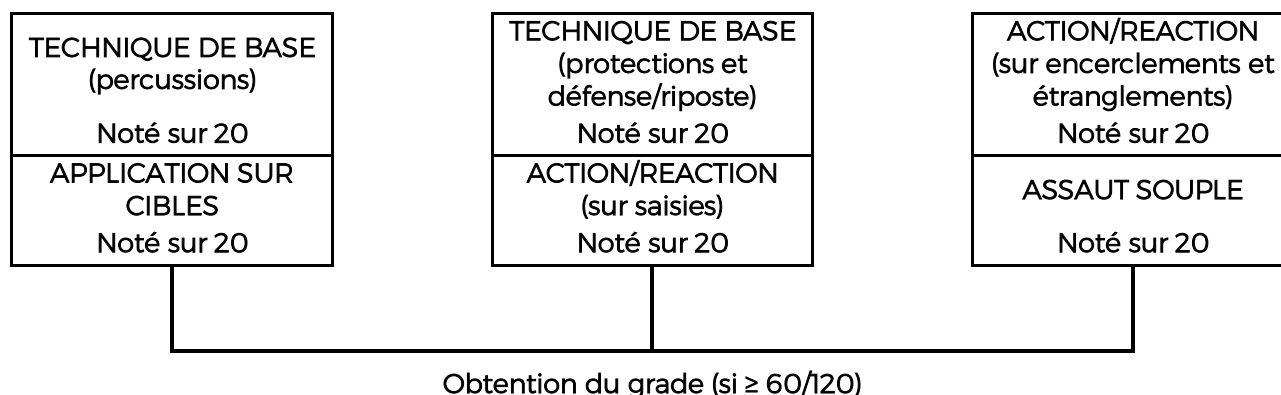 TECHNIQUE DE BASE
(percussions)
Noté sur 20
APPLICATION SUR
CIBLES
Noté sur 20
TECHNIQUE DE BASE
(protections et
défense/riposte)
Noté sur 20
ACTION/REACTION
(sur saisies)
Noté sur 20
ACTION/REACTION
(sur encerclements et
étranglements)
Noté sur 20
ASSAUT SOUPLE
Noté sur 20
Obtention du grade (si ≥ 60/120)